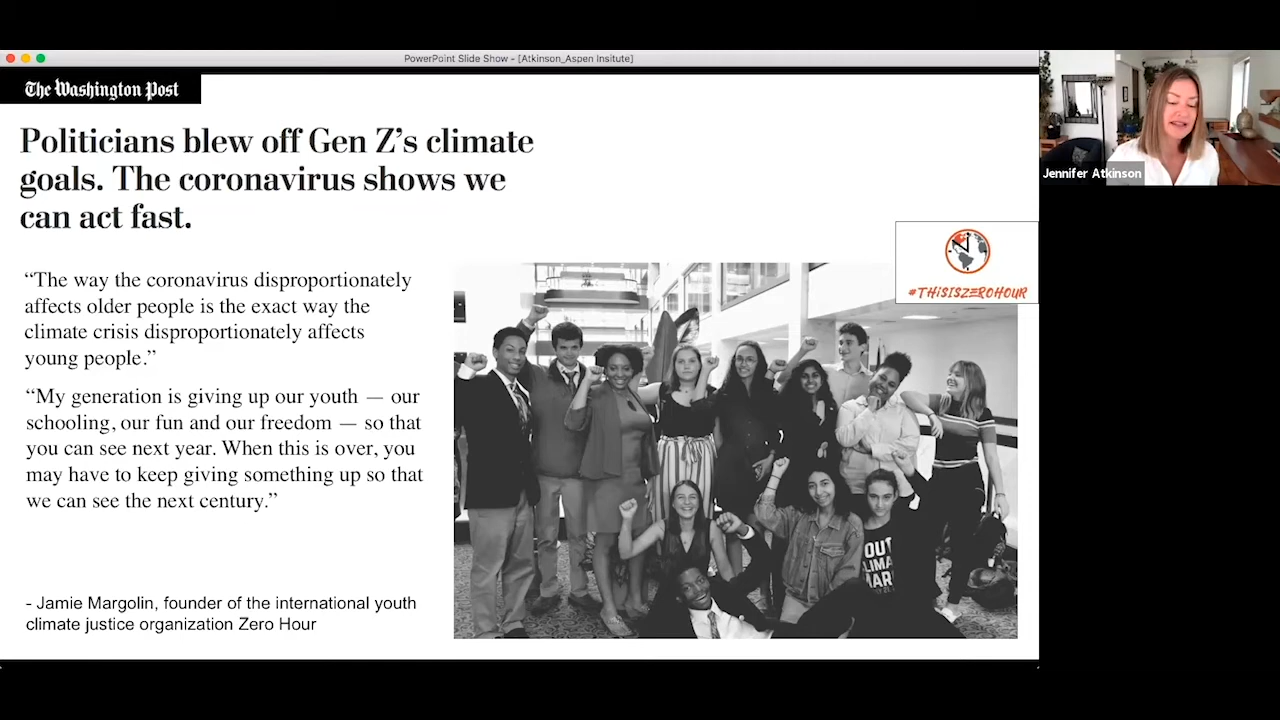 PowerPoint Slide Show - [Atkinson_Aspen Insitute]
The Washington Post
Politicians blew off Gen Z’s climate
goals. The coronavirus shows we
can act fast.
“The way the coronavirus disproportionately
affects older people is the exact way the
climate crisis disproportionately affects
young people.”
“My generation is giving up our youth — our
schooling, our fun and our freedom — so that
you can see next year. When this is over, you
may have to keep giving something up so that
we can see the next century.”
- Jamie Margolin, founder of the international youth
climate justice organization Zero Hour
#THiSiSZEROHOUR
Jennifer Atkinson